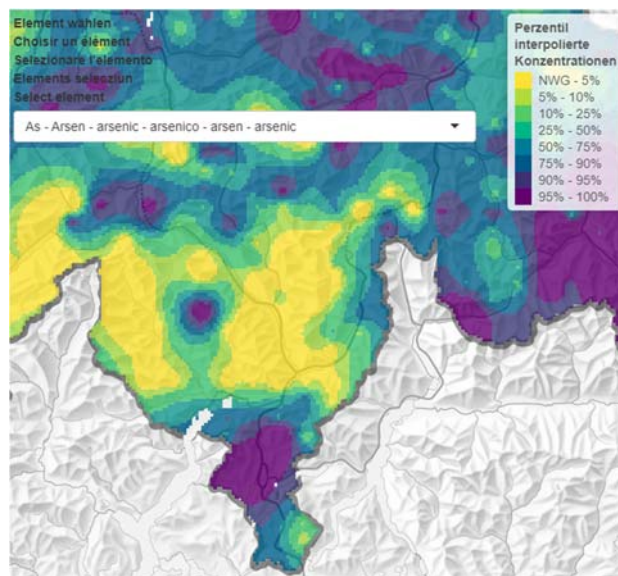 Element wählen
Choisir un élément
Selezionare l'elemento
Elements selecziun
Select element
As - Arsen - arsenic - arsenico - arsen - arsenic
Perzentil
interpolierte
Konzentrationen
NWG - 5%
5% - 10%
10% - 25%
25% - 50%
50% - 75%
75% - 90%
90% - 95%
95% - 100%